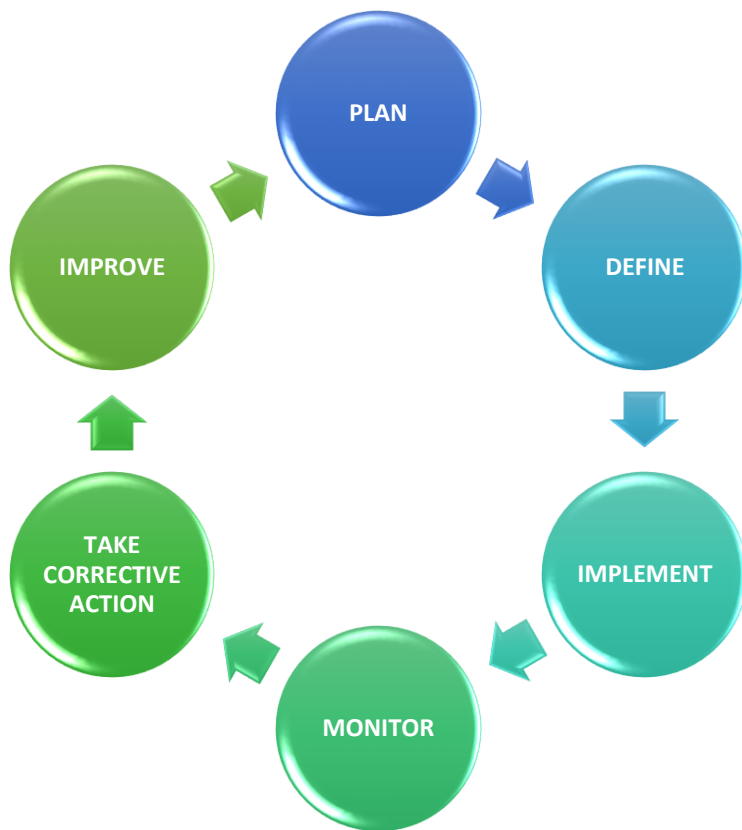 PLAN
DEFINE
IMPLEMENT
MONITOR
TAKE
CORRECTIVE
ACTION
IMPROVE